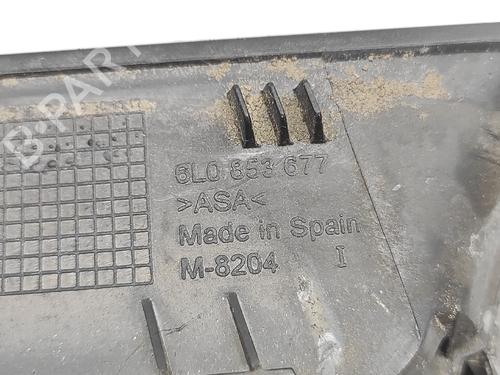 6L0 853 677
>ASA<
Made in Spain
M-8204 I